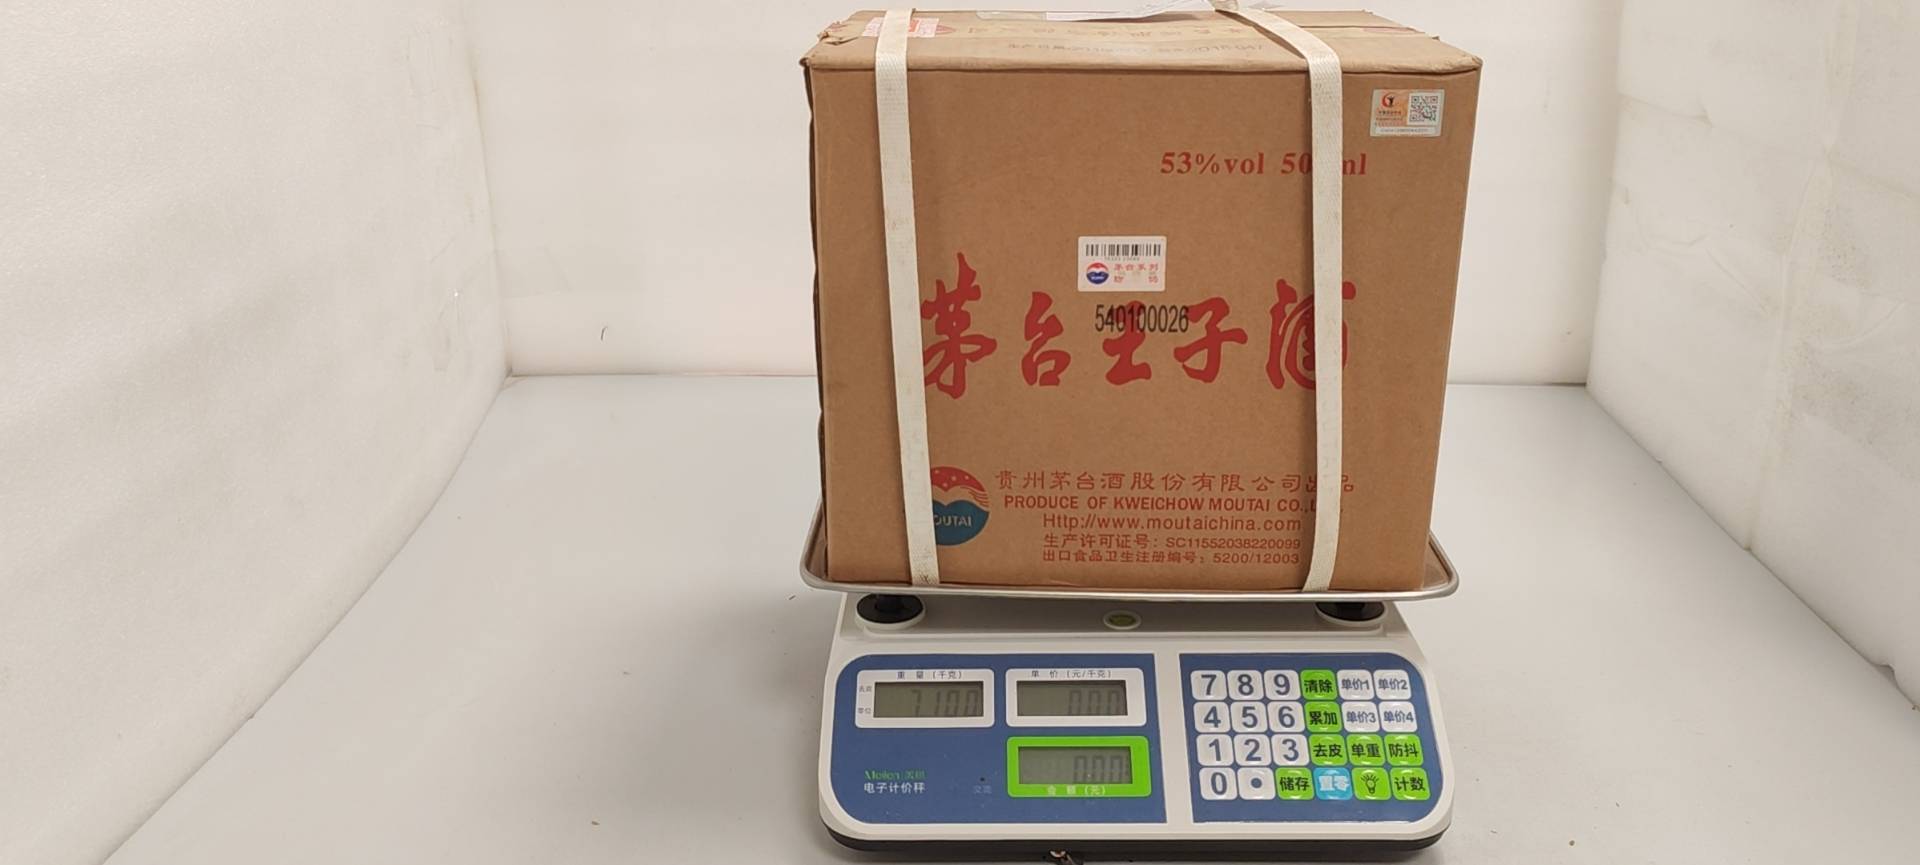 53%vol 50 ml
茅台系列
540100026
茅台王子酒
MOUTAI
贵州茅台酒股份有限公司出品
PRODUCE OF KWEICHOW MOUTAI CO.,L
Http://www.moutaichina.com
生产许可证号：SC11552038220099
出口食品卫生注册编号：5200/12003
重 量 (千克)
单 价 (元/千克)
7.100
0.00
0.00
金 额 (元)
Meilen
电子计价秤
7 8 9 清除 单价1 单价2
4 5 6 累加 单价3 单价4
1 2 3 去皮 单重 防抖
0 • 储存 置零 计数